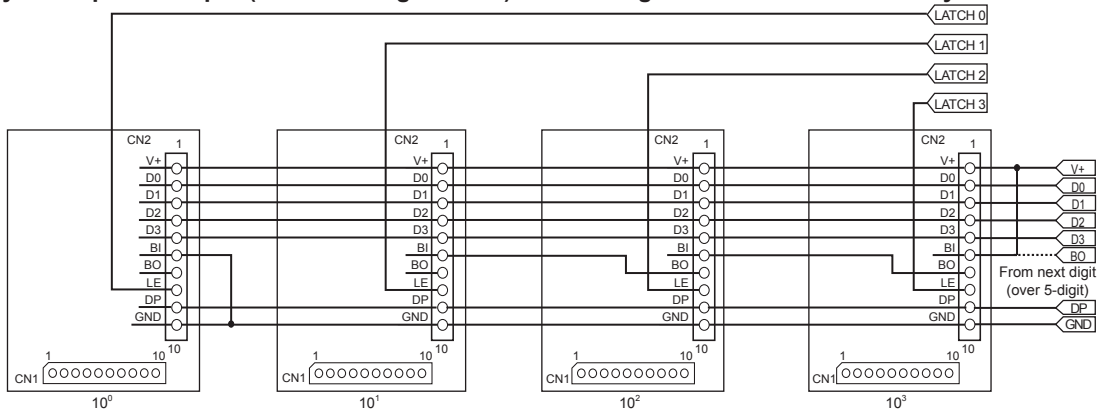 LATCH 0
LATCH 1
LATCH 2
LATCH 3
CN2 1
V+
D0
D1
D2
D3
BI
BO
LE
DP
GND
10
1 10
CN1
10⁰
CN2 1
V+
D0
D1
D2
D3
BI
BO
LE
DP
GND
10
1 10
CN1
10¹
CN2 1
V+
D0
D1
D2
D3
BI
BO
LE
DP
GND
10
1 10
CN1
10²
CN2 1
V+
D0
D1
D2
D3
BI
BO
LE
DP
GND
10
1 10
CN1
10³
V+
D0
D1
D2
D3
BO
From next digit
(over 5-digit)
DP
GND